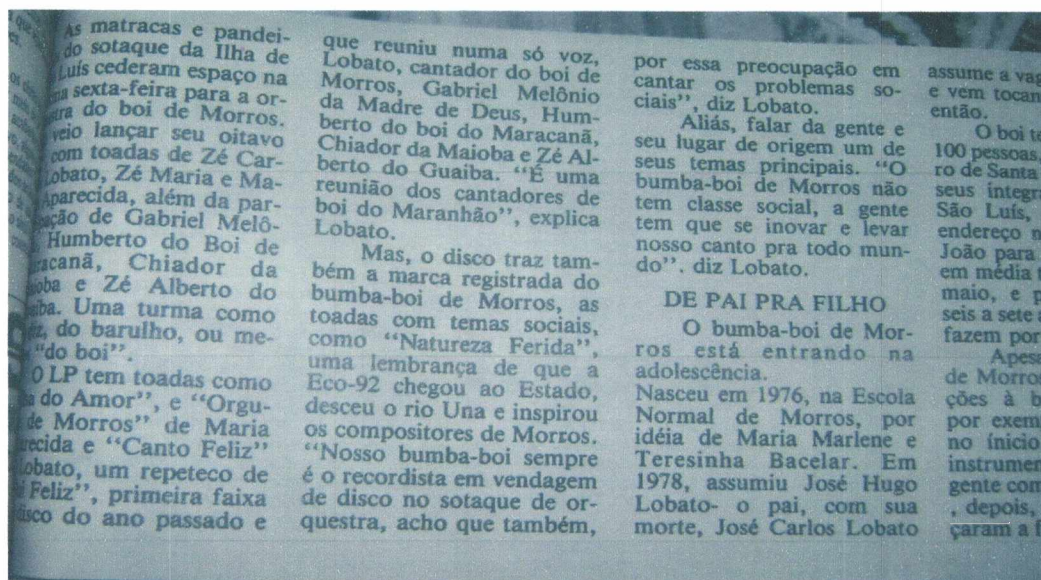 As matracas e pandei-
do sotaque da Ilha de
Luís cederam espaço na
sexta-feira para a or-
do boi de Morros.
veio lançar seu oitavo
com toadas de Zé Car-
Lobato, Zé Maria e Ma-
Aparecida, além da par-
de Gabriel Melô-
Humberto do Boi de
Chiador da
e Zé Alberto do
Uma turma como
do barulho, ou me-
"do boi".
O LP tem toadas como
do Amor", e "Orgu-
de Morros" de Maria
e "Canto Feliz"
Lobato, um repeteco de
Feliz", primeira faixa
disco do ano passado e
que reuniu numa só voz,
Lobato, cantador do boi de
Morros, Gabriel Melônio
da Madre de Deus, Hum-
berto do boi do Maracanã,
Chiador da Maioba e Zé Al-
berto do Guaiba. "É uma
reunião dos cantadores de
boi do Maranhão", explica
Lobato.
Mas, o disco traz tam-
bém a marca registrada do
bumba-boi de Morros, as
toadas com temas sociais,
como "Natureza Ferida",
uma lembrança de que a
Eco-92 chegou ao Estado,
desceu o rio Una e inspirou
os compositores de Morros.
"Nosso bumba-boi sempre
é o recordista em vendagem
de disco no sotaque de or-
questra, acho que também,
por essa preocupação em
cantar os problemas so-
ciais", diz Lobato.
Aliás, falar da gente e
seu lugar de origem um de
seus temas principais. "O
bumba-boi de Morros não
tem classe social, a gente
tem que se inovar e levar
nosso canto pra todo mun-
do". diz Lobato.
DE PAI PRA FILHO
O bumba-boi de Mor-
ros está entrando na
adolescência.
Nasceu em 1976, na Escola
Normal de Morros, por
idéia de Maria Marlene e
Teresinha Bacelar. Em
1978, assumiu José Hugo
Lobato- o pai, com sua
morte, José Carlos Lobato
assume a vag
e vem tocan
então.
O boi te
100 pessoas,
ro de Santa
seus integra
São Luís,
endereço n
João para
em média
maio, e p
seis a sete
fazem por
Apesa
de Morros
ções à b
por exem
no ínicio
instrumen
gente com
, depois,
çaram a f